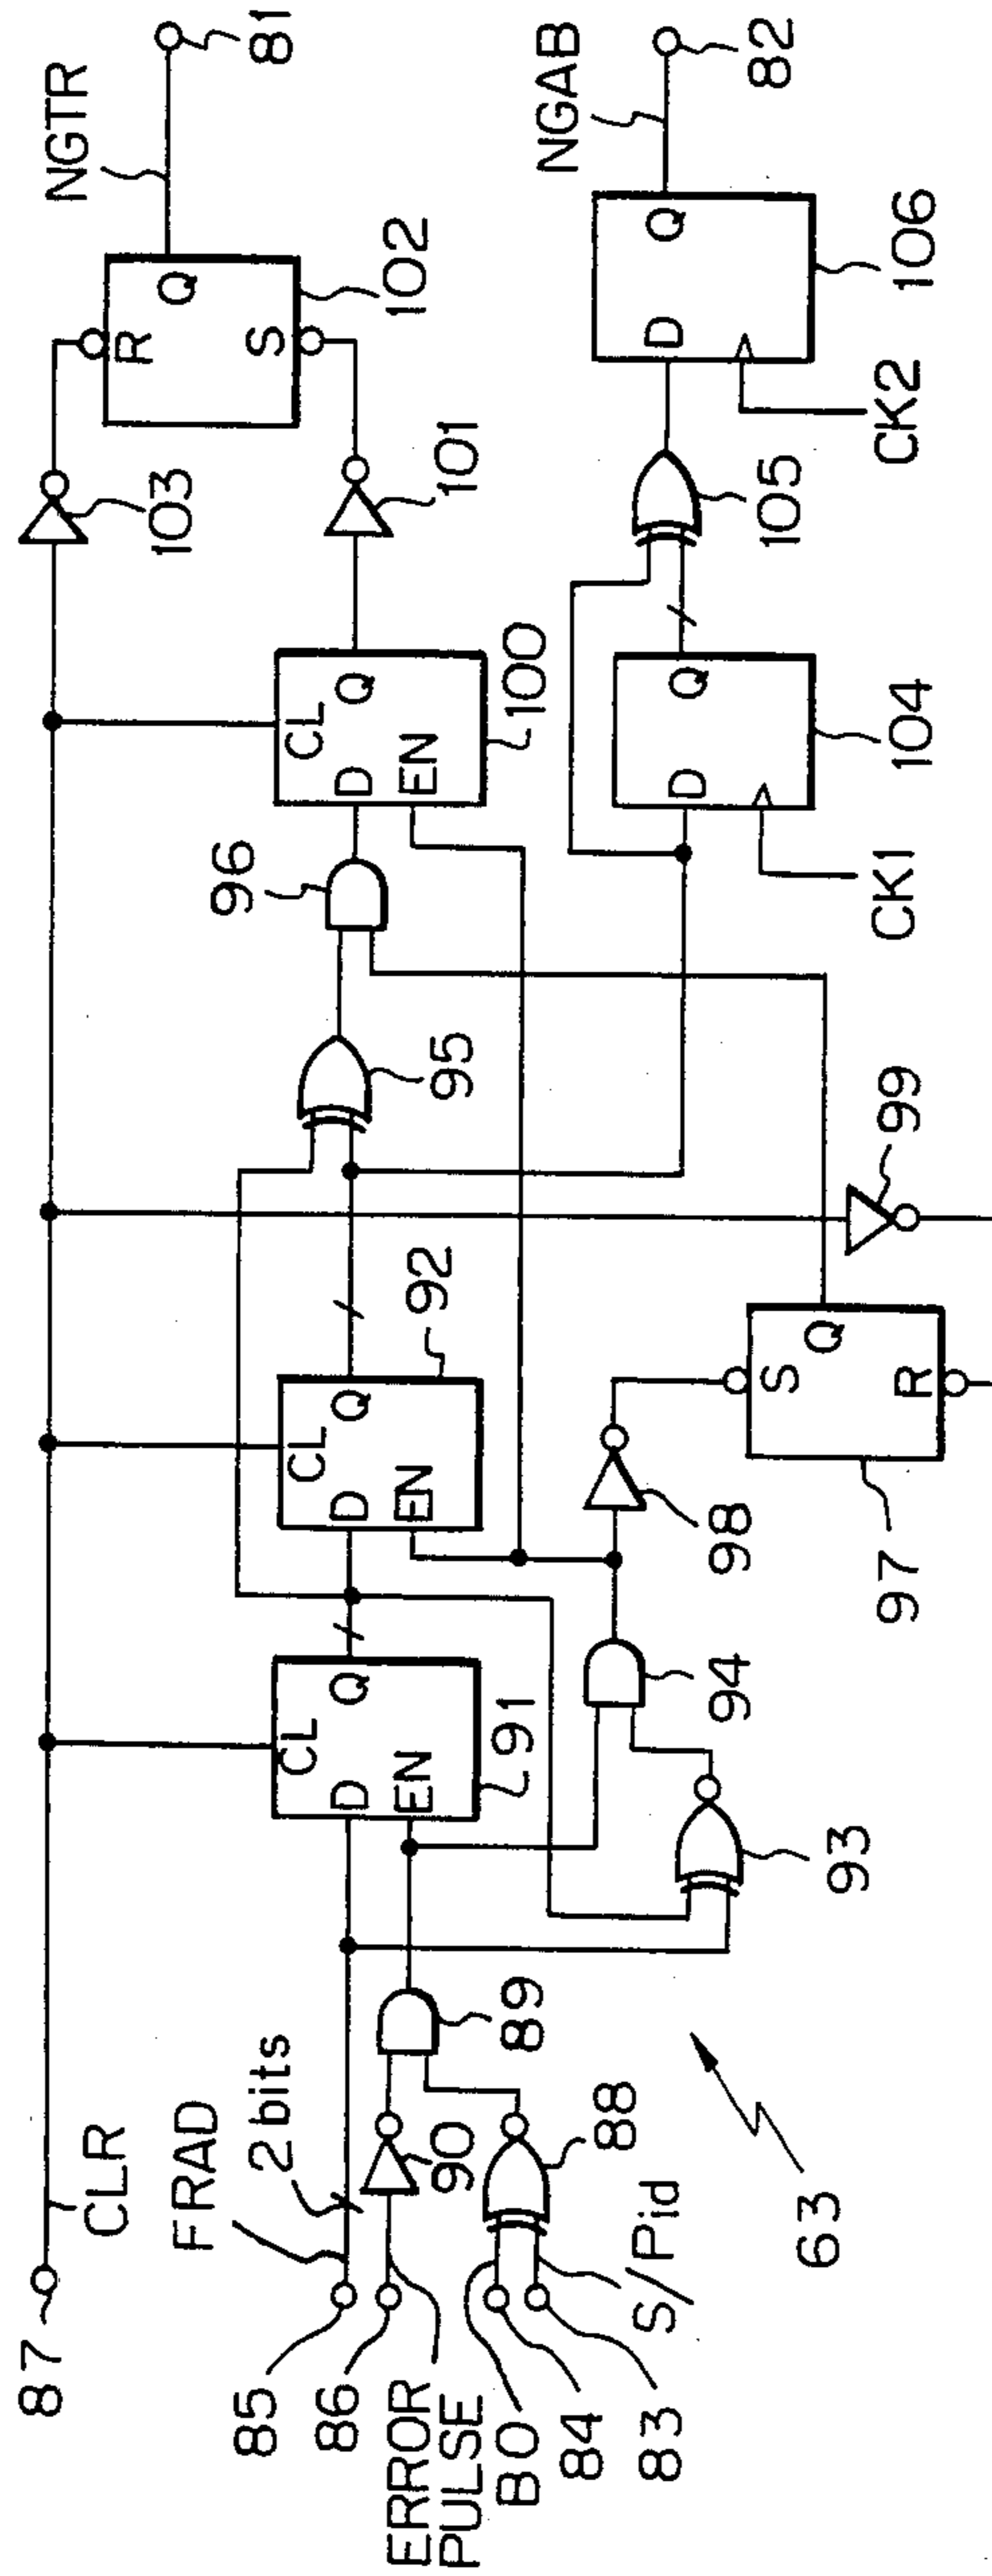 87
CLR
85
FRAD
2 bits
86
ERROR
PULSE
90
89
B0
84
83
S/Pid
88
63
D
CL
Q
EN
91
93
94
D
CL
Q
EN
92
98
S
Q
R
97
99
95
96
D
CL
Q
EN
100
101
103
R
Q
S
102
NGTR
81
D
Q
104
CK1
105
D
Q
106
CK2
NGAB
82